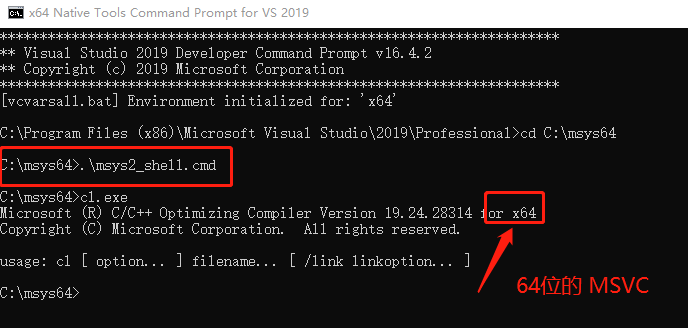 x64 Native Tools Command Prompt for VS 2019
**********************************************************************
** Visual Studio 2019 Developer Command Prompt v16.4.2
** Copyright (c) 2019 Microsoft Corporation
**********************************************************************
[vcvarsall.bat] Environment initialized for: 'x64'
C:\Program Files (x86)\Microsoft Visual Studio\2019\Professional>cd C:\msys64
C:\msys64>.\msys2_shell.cmd
C:\msys64>cl.exe
Microsoft (R) C/C++ Optimizing Compiler Version 19.24.28314 for x64
Copyright (C) Microsoft Corporation.  All rights reserved.
usage: cl [ option... ] filename... [ /link linkoption... ]
64位的 MSVC
C:\msys64>